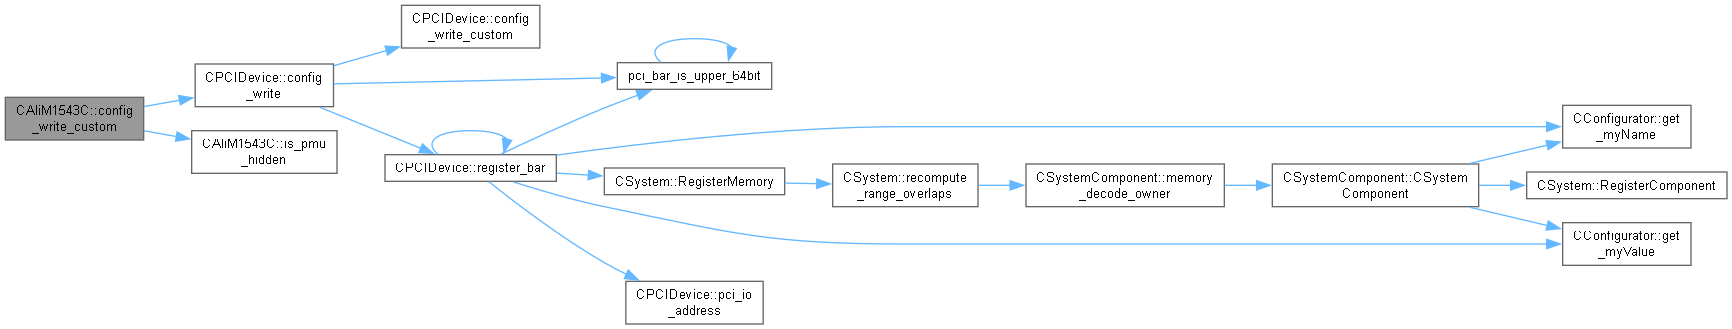 CPCIDevice::config
_write_custom
CPCIDevice::config
_write
pci_bar_is_upper_64bit
CAliM1543C::config
_write_custom
CAliM1543C::is_pmu
_hidden
CPCIDevice::register_bar
CConfigurator::get
_myName
CSystem::RegisterMemory
CSystem::recompute
_range_overlaps
CSystemComponent::memory
_decode_owner
CSystemComponent::CSystem
Component
CSystem::RegisterComponent
CConfigurator::get
_myValue
CPCIDevice::pci_io
_address